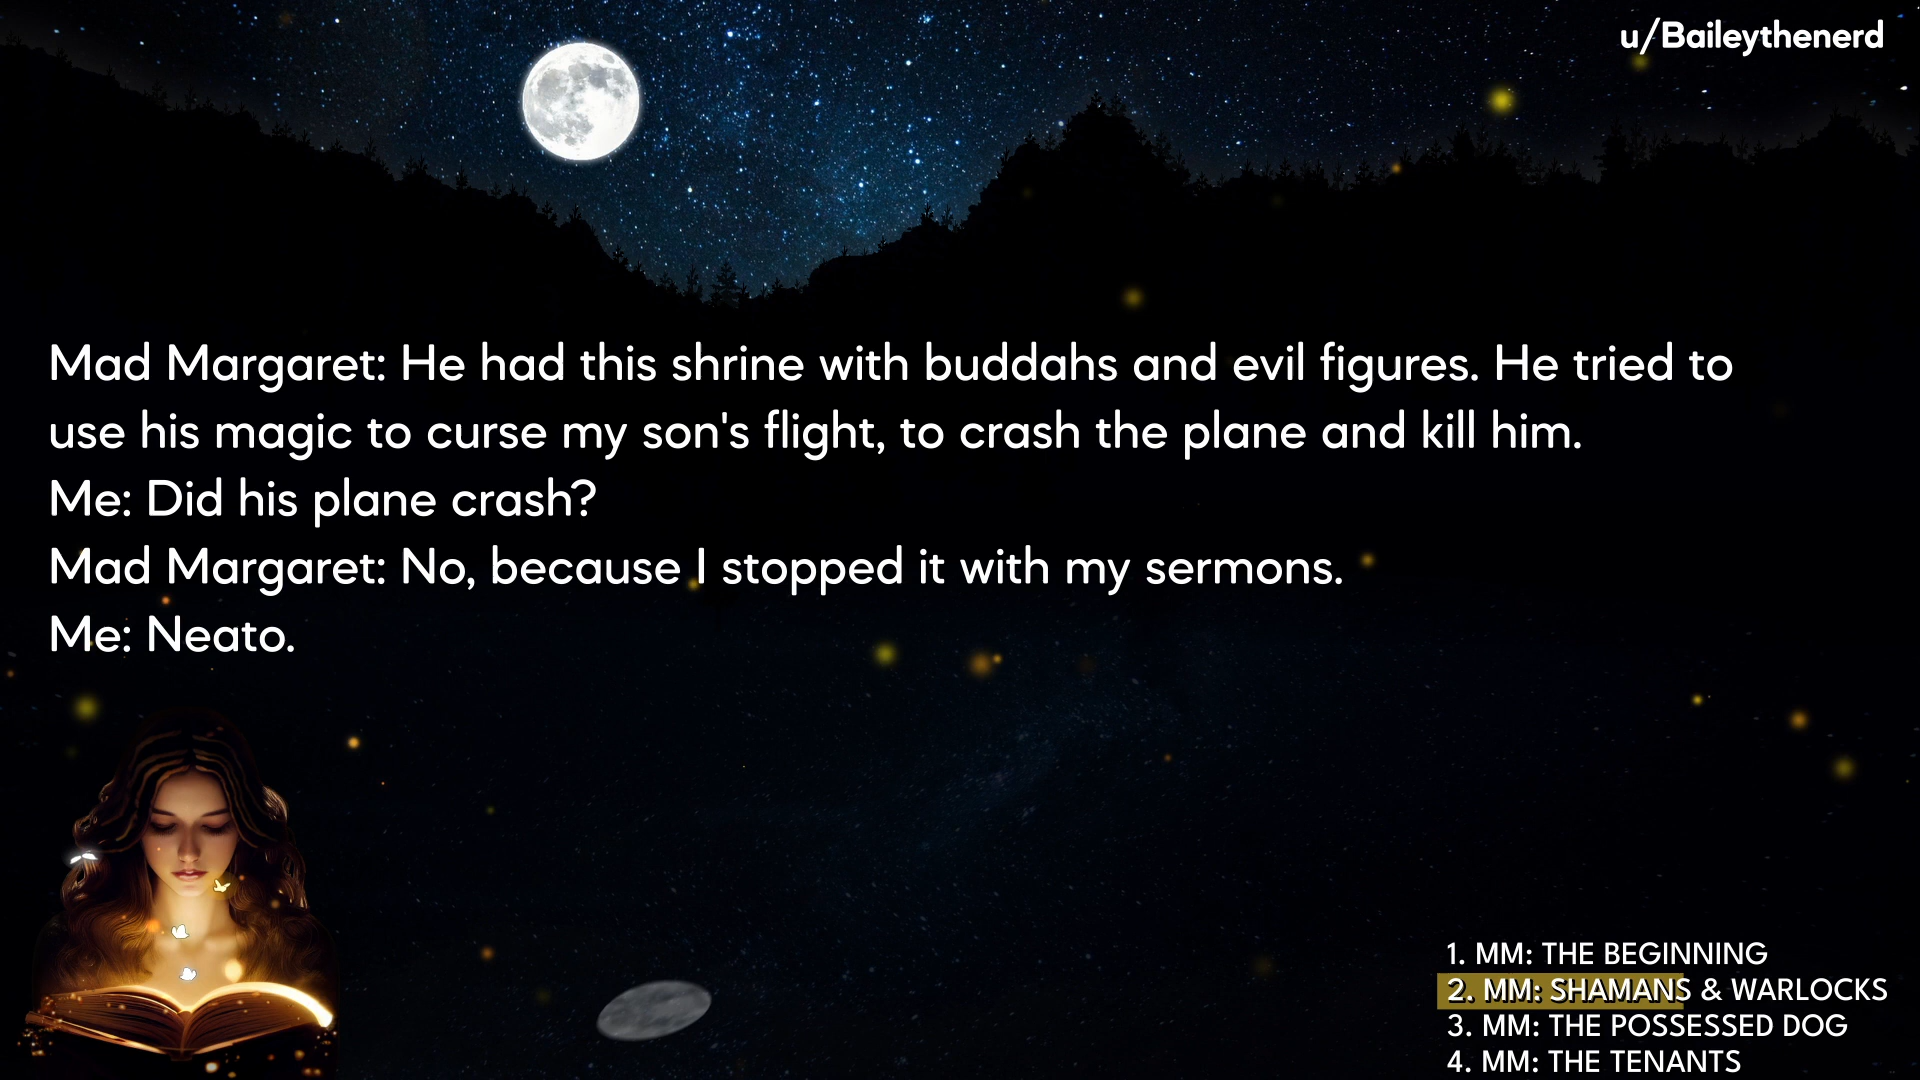 u/Baileythenerd
Mad Margaret: He had this shrine with buddahs and evil figures. He tried to
use his magic to curse my son's flight, to crash the plane and kill him.
Me: Did his plane crash?
Mad Margaret: No, because I stopped it with my sermons.
Me: Neato.
1. MM: THE BEGINNING
2. MM: SHAMANS & WARLOCKS
3. MM: THE POSSESSED DOG
4. MM: THE TENANTS